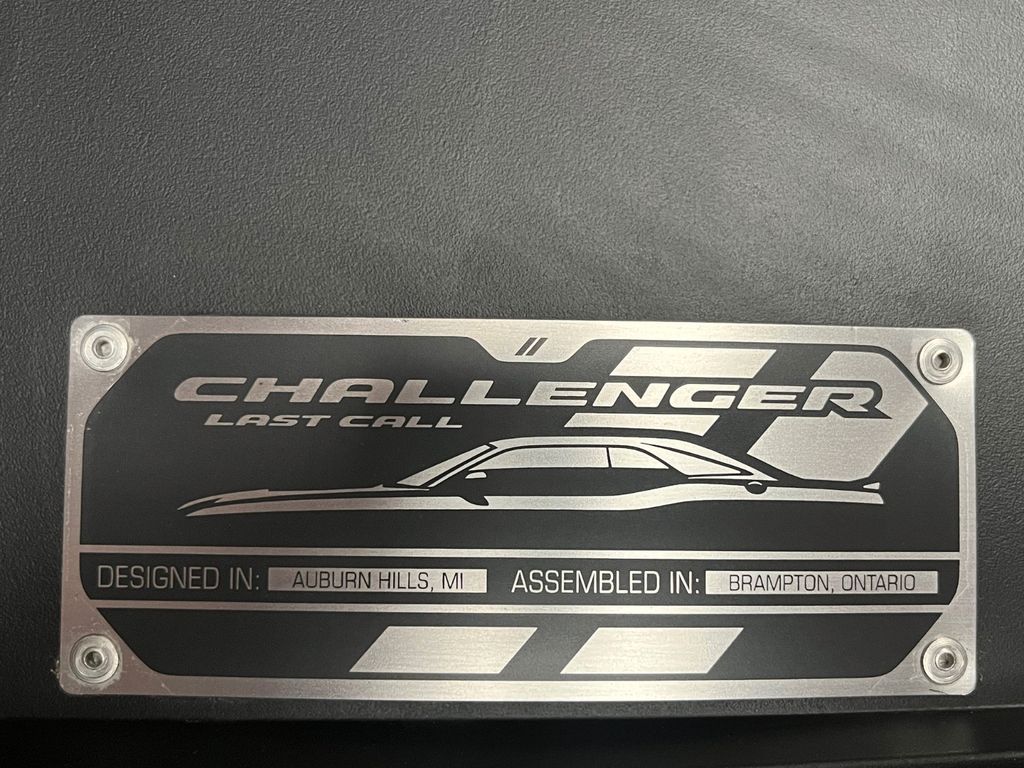 CHALLENGER
LAST CALL
DESIGNED IN: AUBURN HILLS, MI ASSEMBLED IN: BRAMPTON, ONTARIO